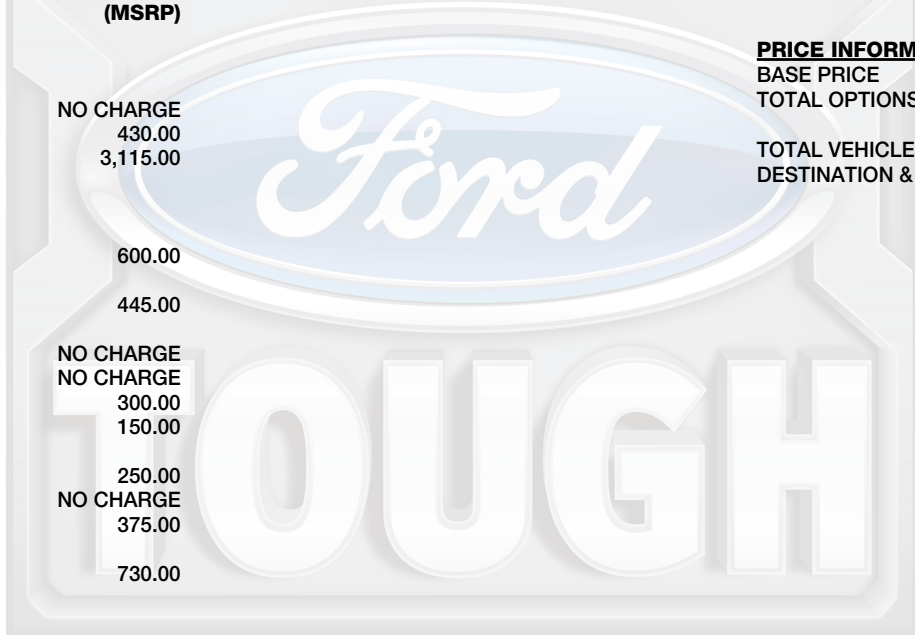 (MSRP)
NO CHARGE
430.00
3,115.00
600.00
445.00
NO CHARGE
NO CHARGE
300.00
150.00
250.00
NO CHARGE
375.00
730.00
PRICE INFORM
BASE PRICE
TOTAL OPTIONS
TOTAL VEHICLE
DESTINATION &
Ford
TOUGH